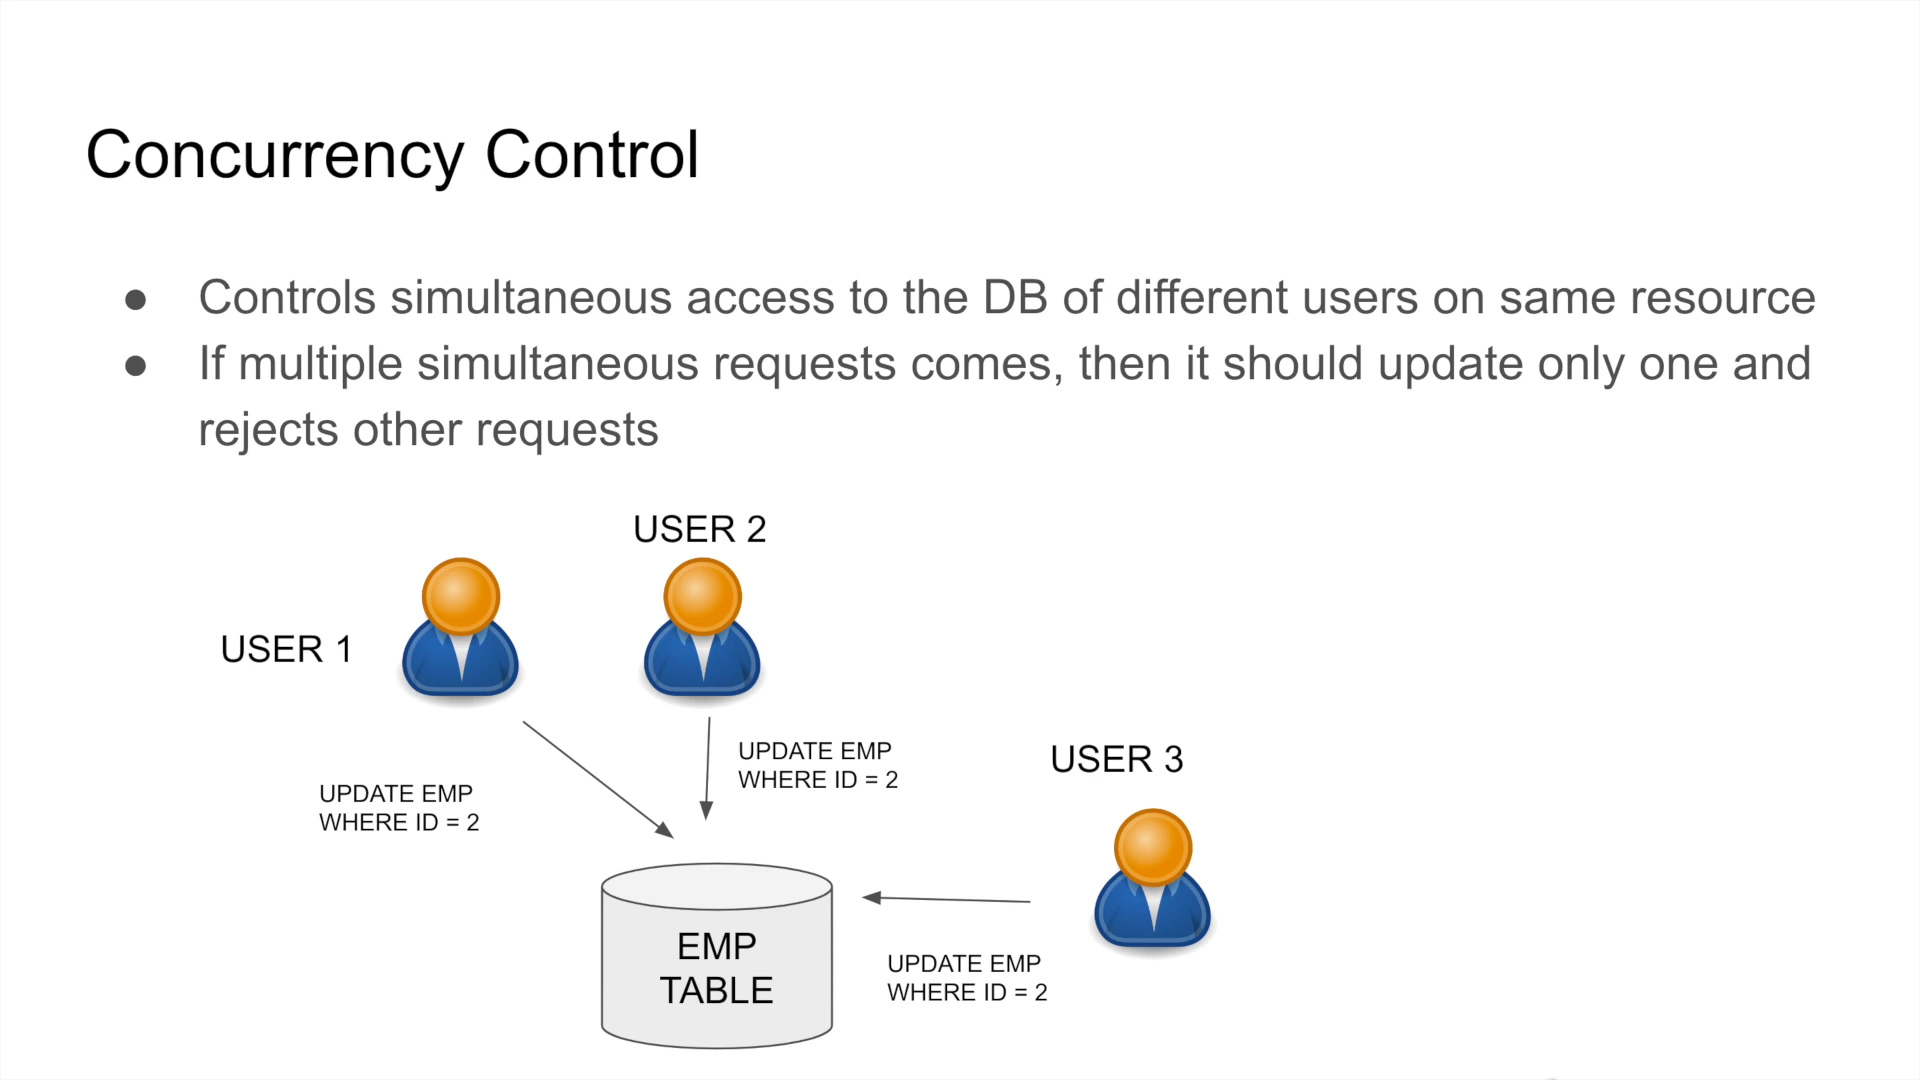 Concurrency Control
● Controls simultaneous access to the DB of different users on same resource
● If multiple simultaneous requests comes, then it should update only one and
rejects other requests
USER 2
USER 1
UPDATE EMP
WHERE ID = 2
USER 3
UPDATE EMP
WHERE ID = 2
EMP
TABLE
UPDATE EMP
WHERE ID = 2